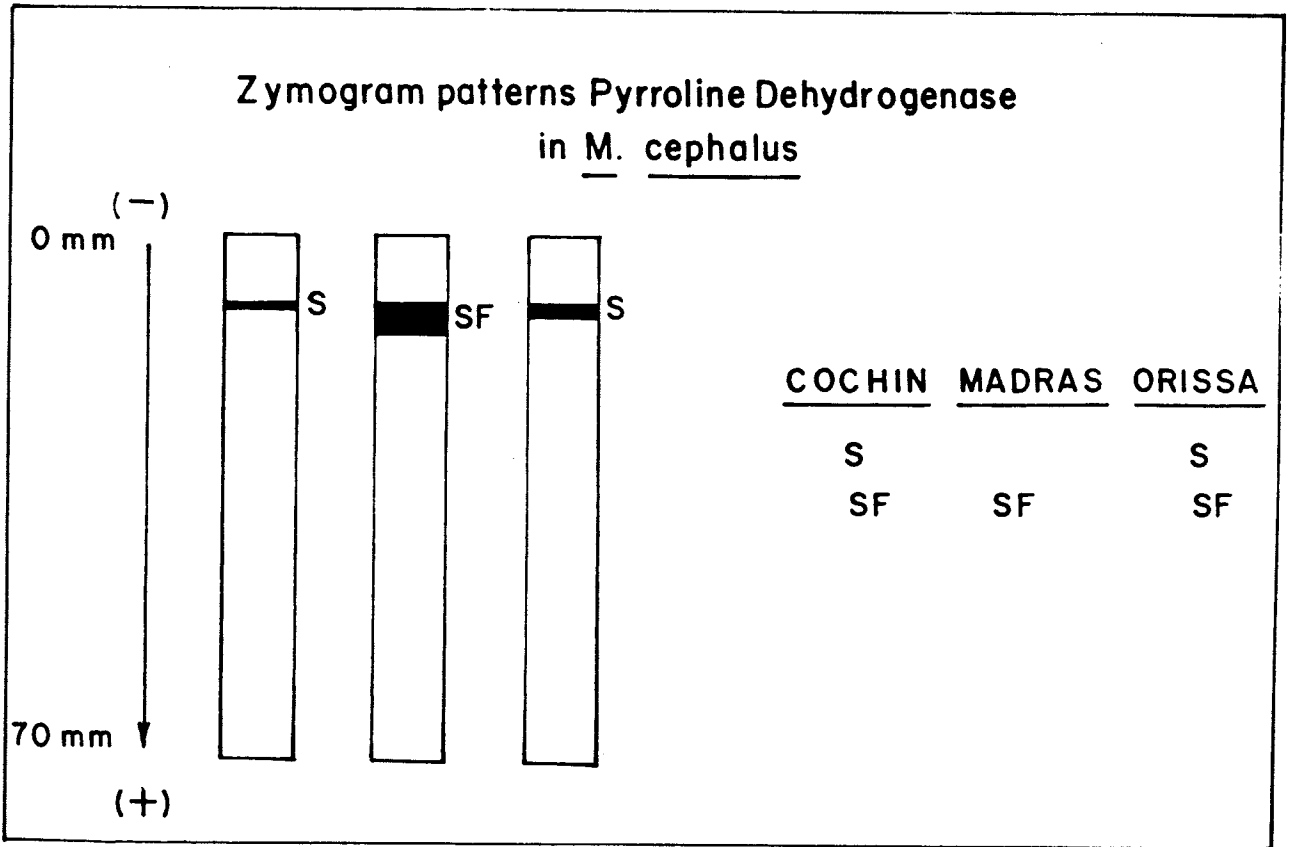 Zymogram patterns Pyrroline Dehydrogenase
in M. cephalus
(-)
0 mm
S
SF
S
COCHIN MADRAS ORISSA
S S
SF SF SF
70 mm
(+)